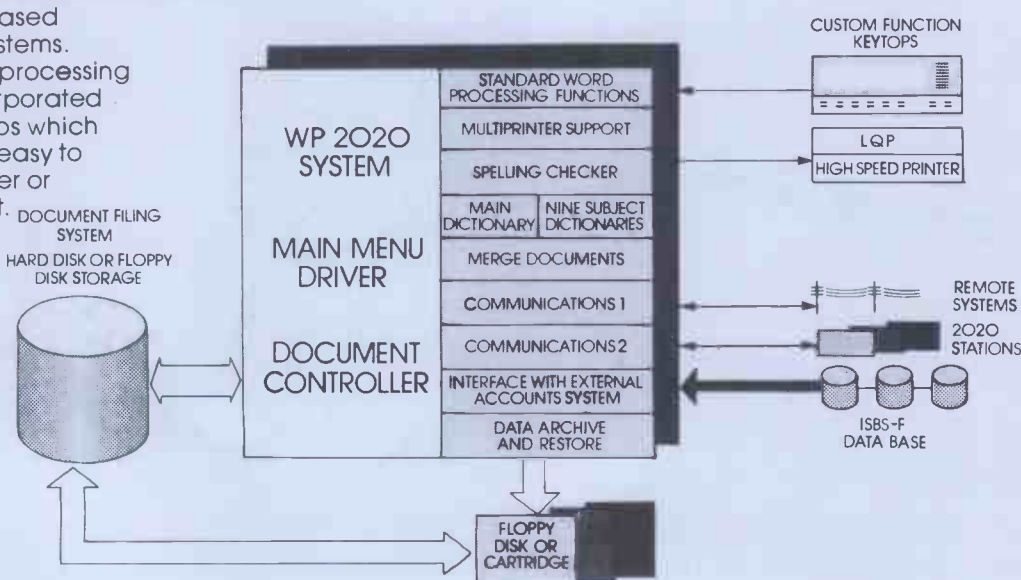 ased
stems.
processing
rporated
os which
easy to
er or
t.
DOCUMENT FILING
SYSTEM
HARD DISK OR FLOPPY
DISK STORAGE
WP 2020
SYSTEM
MAIN MENU
DRIVER
DOCUMENT
CONTROLLER
STANDARD WORD
PROCESSING FUNCTIONS
MULTIPRINTER SUPPORT
SPELLING CHECKER
MAIN
DICTIONARY
NINE SUBJECT
DICTIONARIES
MERGE DOCUMENTS
COMMUNICATIONS 1
COMMUNICATIONS 2
INTERFACE WITH EXTERNAL
ACCOUNTS SYSTEM
DATA ARCHIVE
AND RESTORE
FLOPPY
DISK OR
CARTRIDGE
CUSTOM FUNCTION
KEYTOPS
LQP
HIGH SPEED PRINTER
REMOTE
SYSTEMS
2020
STATIONS
ISBS-F
DATA BASE